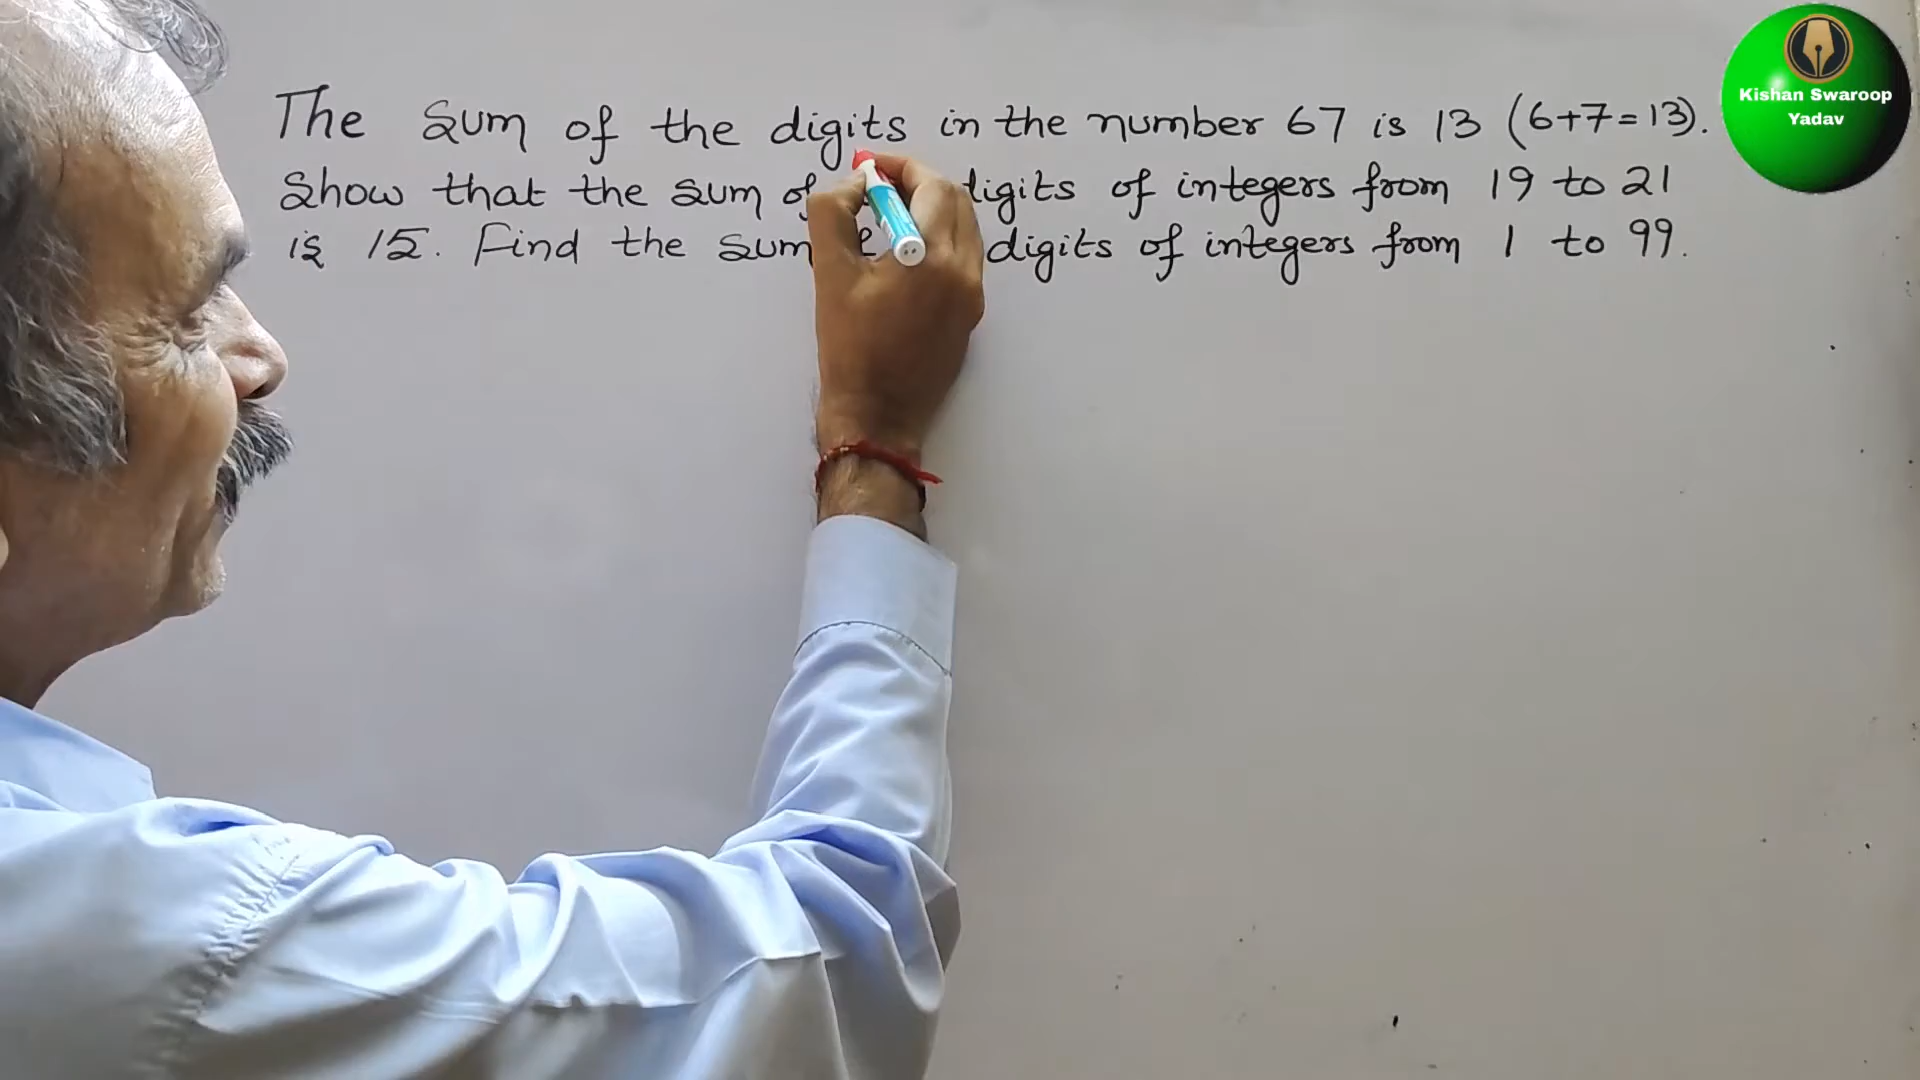 The sum of the digits in the number 67 is 13 (6+7=13).
Show that the sum of digits of integers from 19 to 21
is 15. Find the sum digits of integers from 1 to 99.
Kishan Swaroop
Yadav